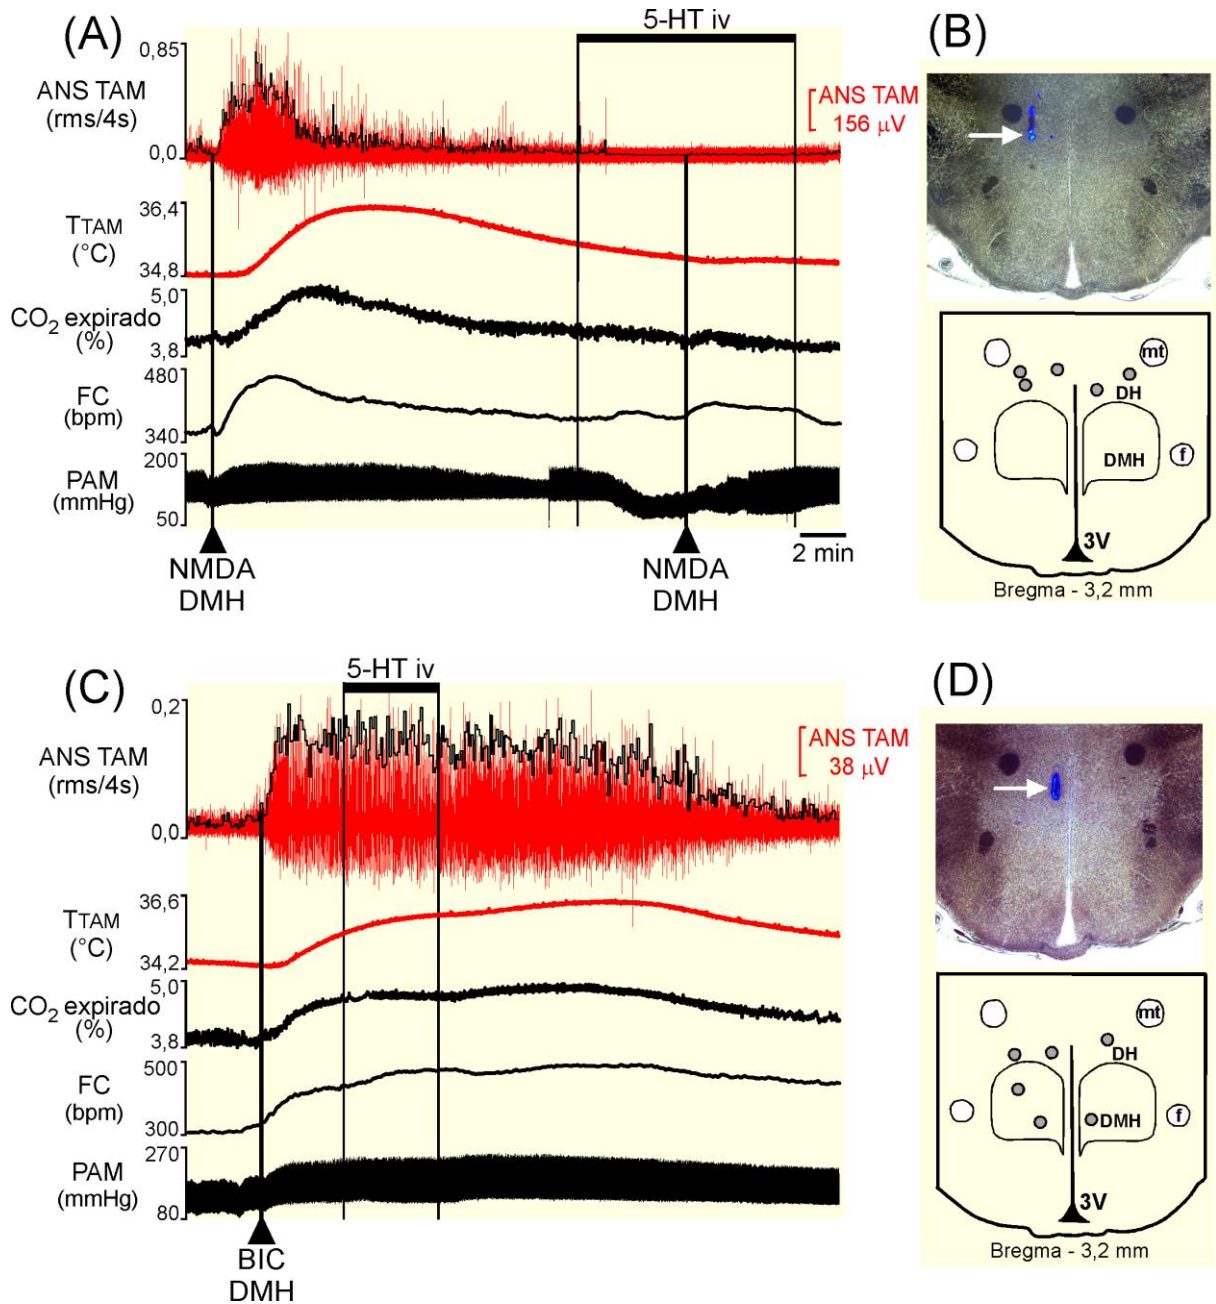 (A)
5-HT iv
0,85
ANS TAM
(rms/4s)
0,0
ANS TAM
156 μV
36,4
TTAM
(°C)
34,8
5,0
CO2 expirado
(%)
3,8
480
FC
(bpm)
340
200
PAM
(mmHg)
50
2 min
NMDA
DMH
NMDA
DMH
(B)
mt
DH
DMH
f
3V
Bregma - 3,2 mm
(C)
5-HT iv
0,2
ANS TAM
(rms/4s)
0,0
ANS TAM
38 μV
36,6
TTAM
(°C)
34,2
5,0
CO2 expirado
(%)
3,8
500
FC
(bpm)
300
270
PAM
(mmHg)
80
BIC
DMH
(D)
mt
DH
DMH
f
3V
Bregma - 3,2 mm